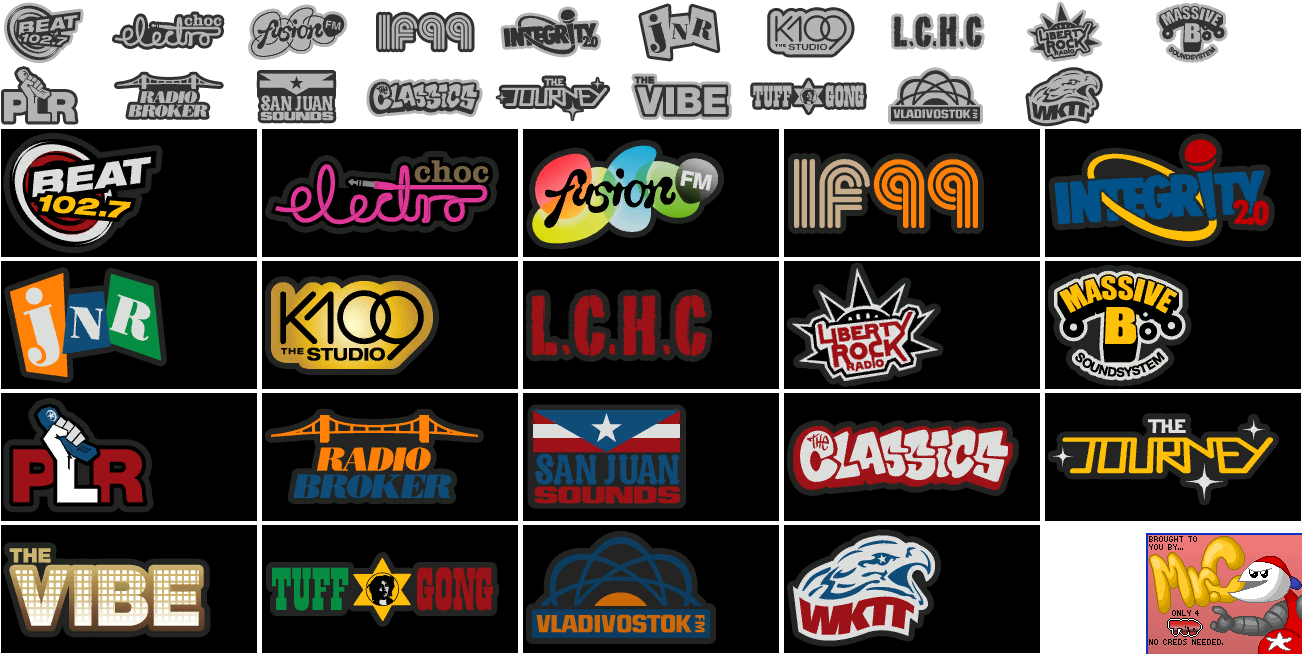 BEAT 102.7
electro choc
fusion FM
IF99
INTEGRITY 2.0
jNR
K109 THE STUDIO
L.C.H.C
LIBERTY ROCK RADIO
MASSIVE B SOUNDSYSTEM
PLR
RADIO BROKER
SAN JUAN SOUNDS
THE CLASSICS
THE JOURNEY
THE VIBE
TUFF GONG
VLADIVOSTOK FM
WKTT
BEAT
102.7
electro choc
fusion FM
IF99
INTEGRITY 2.0
jNR
K109
THE STUDIO
L.C.H.C
LIBERTY
ROCK
RADIO
MASSIVE
B
SOUNDSYSTEM
PLR
RADIO
BROKER
SAN JUAN
SOUNDS
the CLASSICS
THE
JOURNEY
THE
VIBE
TUFF GONG
VLADIVOSTOK FM
WKTT
BROUGHT TO
YOU BY...
Mr. C
ONLY 4
NO CREDS NEEDED.